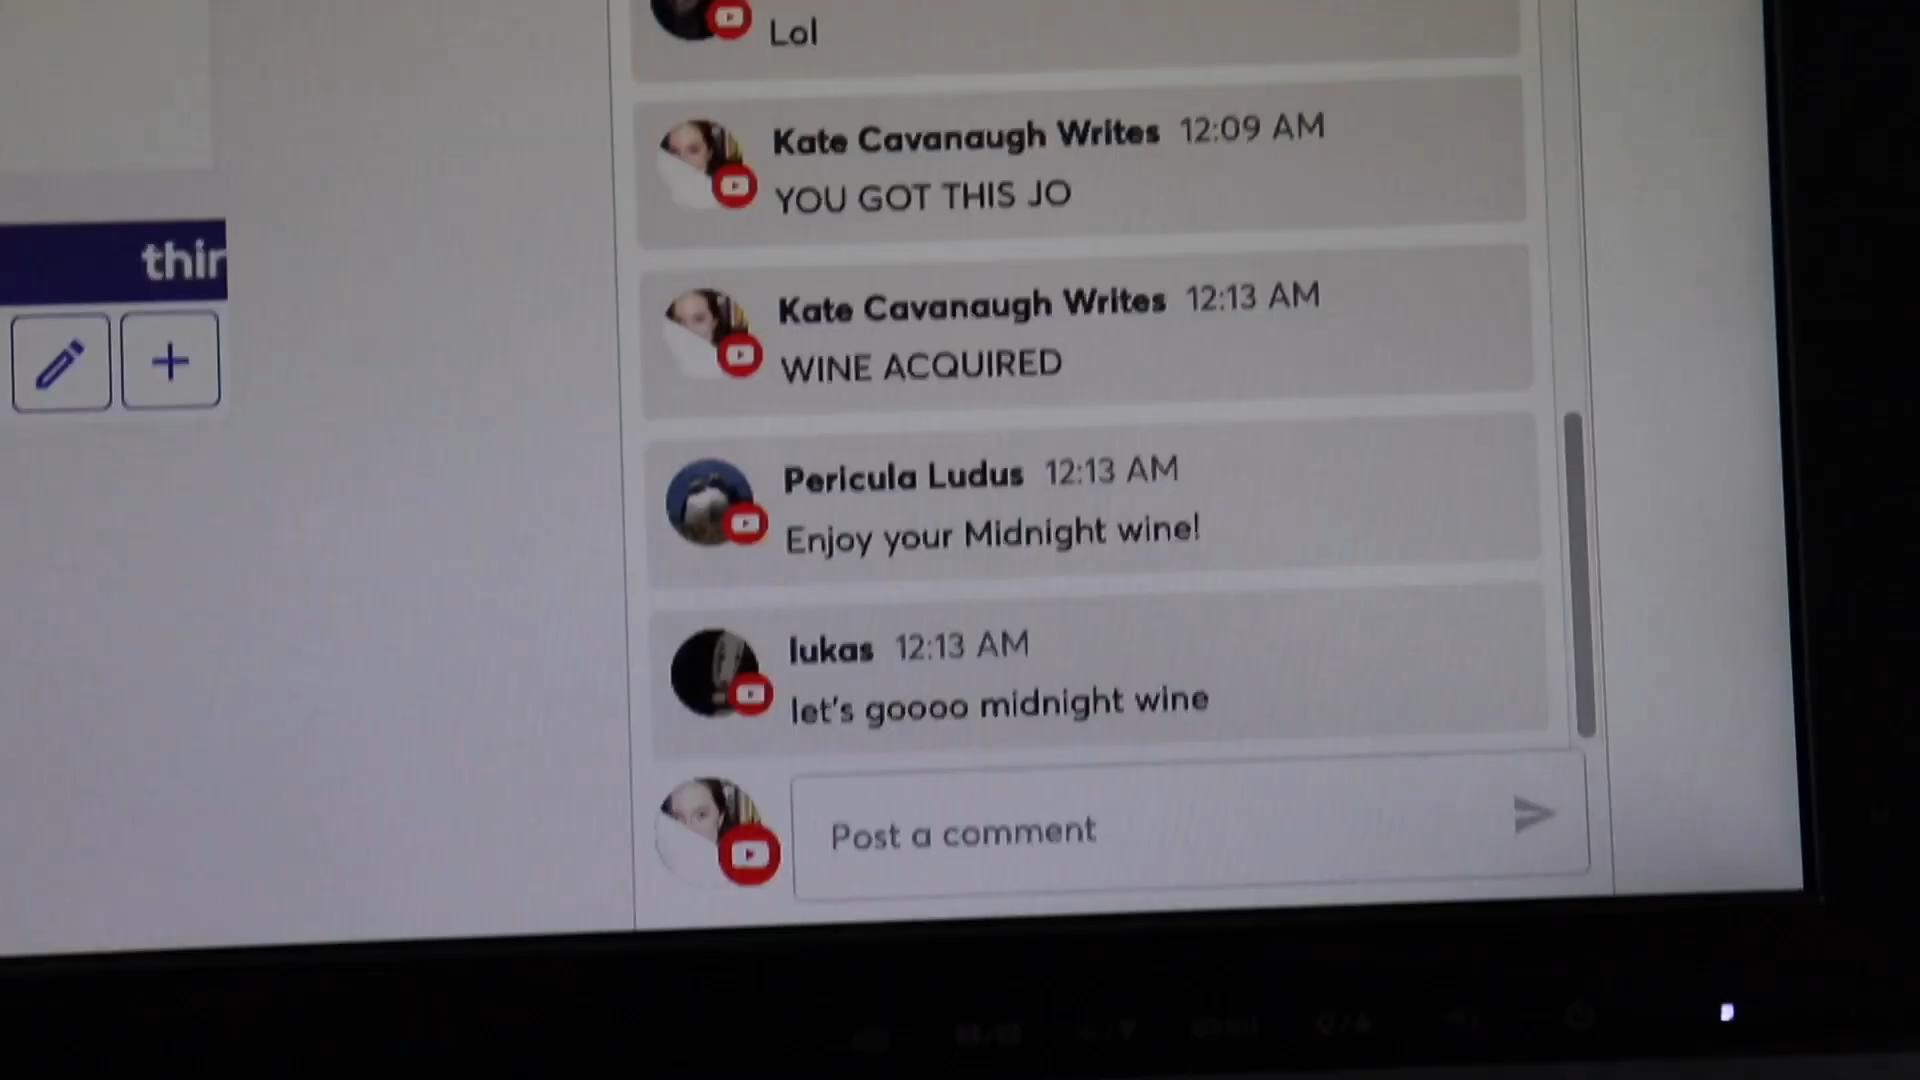 Lol
Kate Cavanaugh Writes 12:09 AM
YOU GOT THIS JO
thir
Kate Cavanaugh Writes 12:13 AM
WINE ACQUIRED
Pericula Ludus 12:13 AM
Enjoy your Midnight wine!
lukas 12:13 AM
let's goooo midnight wine
Post a comment